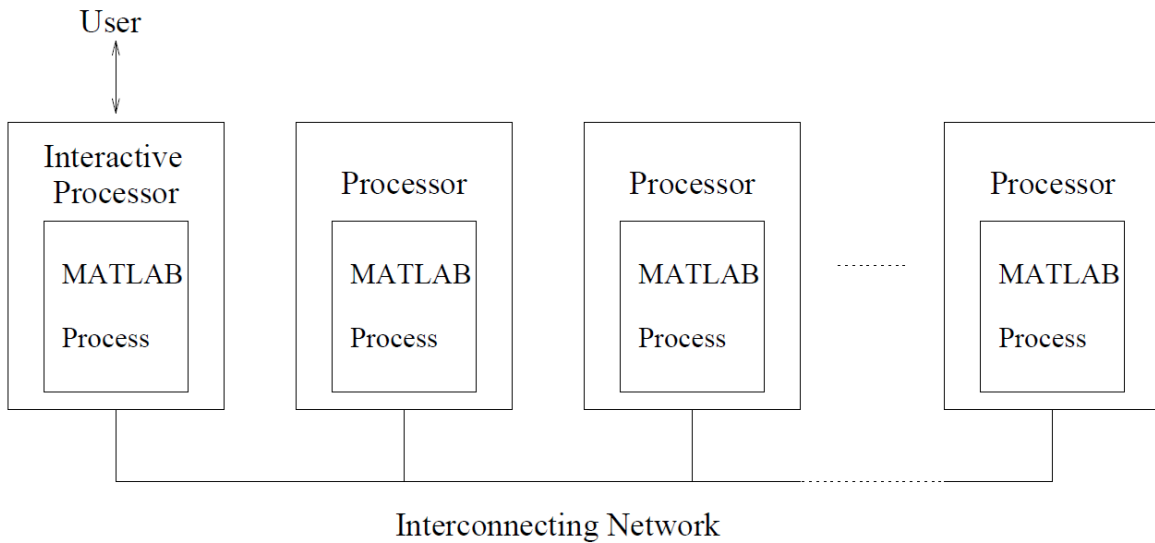 User
Interactive
Processor
MATLAB
Process
Processor
MATLAB
Process
Processor
MATLAB
Process
Processor
MATLAB
Process
Interconnecting Network